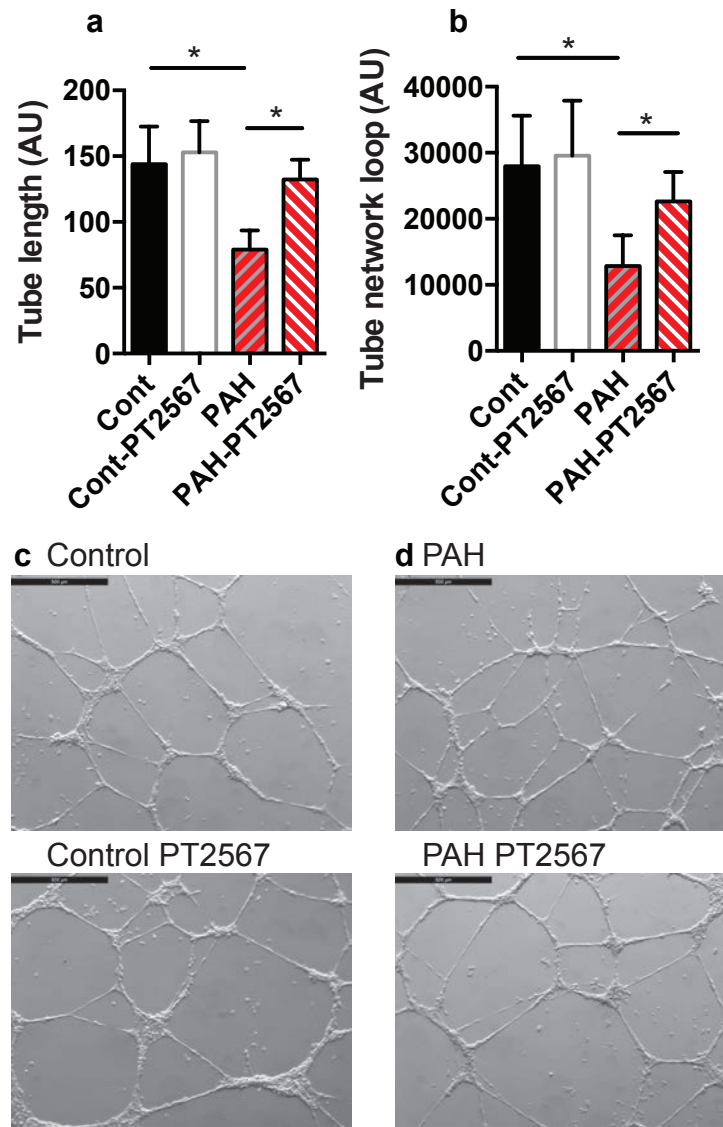 a
*
*
Tube length (AU)
200
150
100
50
0
Cont
Cont-PT2567
PAH
PAH-PT2567
b
*
*
Tube network loop (AU)
40000
30000
20000
10000
0
Cont
Cont-PT2567
PAH
PAH-PT2567
c Control
d PAH
Control PT2567
PAH PT2567